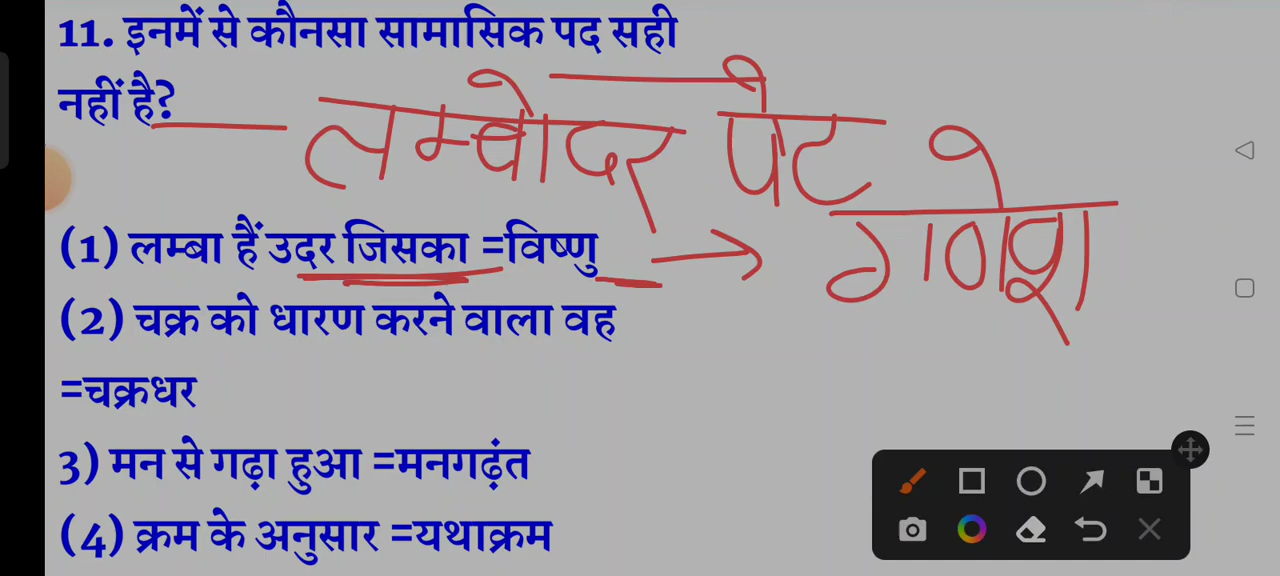 11. इनमें से कौनसा सामासिक पद सही
नहीं है?
लम्बोदर पेट
गणेश
(1) लम्बा हैं उदर जिसका =विष्णु
(2) चक्र को धारण करने वाला वह
=चक्रधर
3) मन से गढ़ा हुआ =मनगढ़ंत
(4) क्रम के अनुसार =यथाक्रम